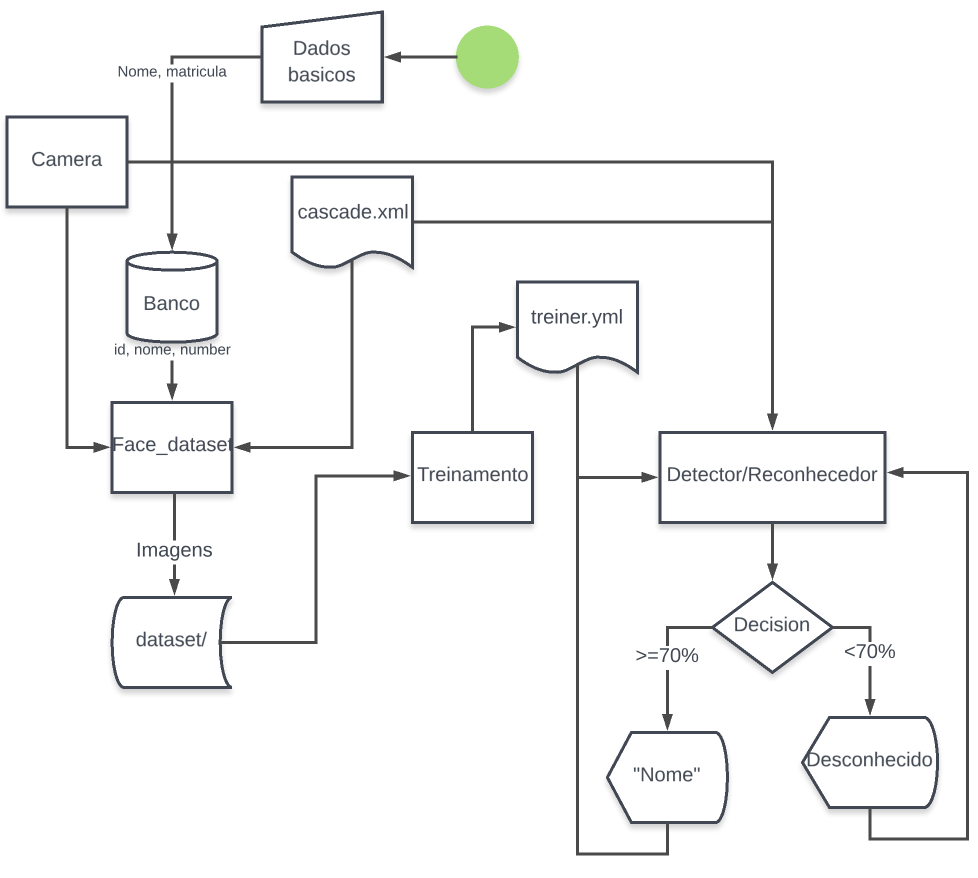 Dados
basicos
Nome, matricula
Camera
cascade.xml
Banco
treiner.yml
id, nome, number
Face_dataset
Treinamento
Detector/Reconhecedor
Imagens
dataset/
Decision
>=70%
<70%
"Nome"
Desconhecido